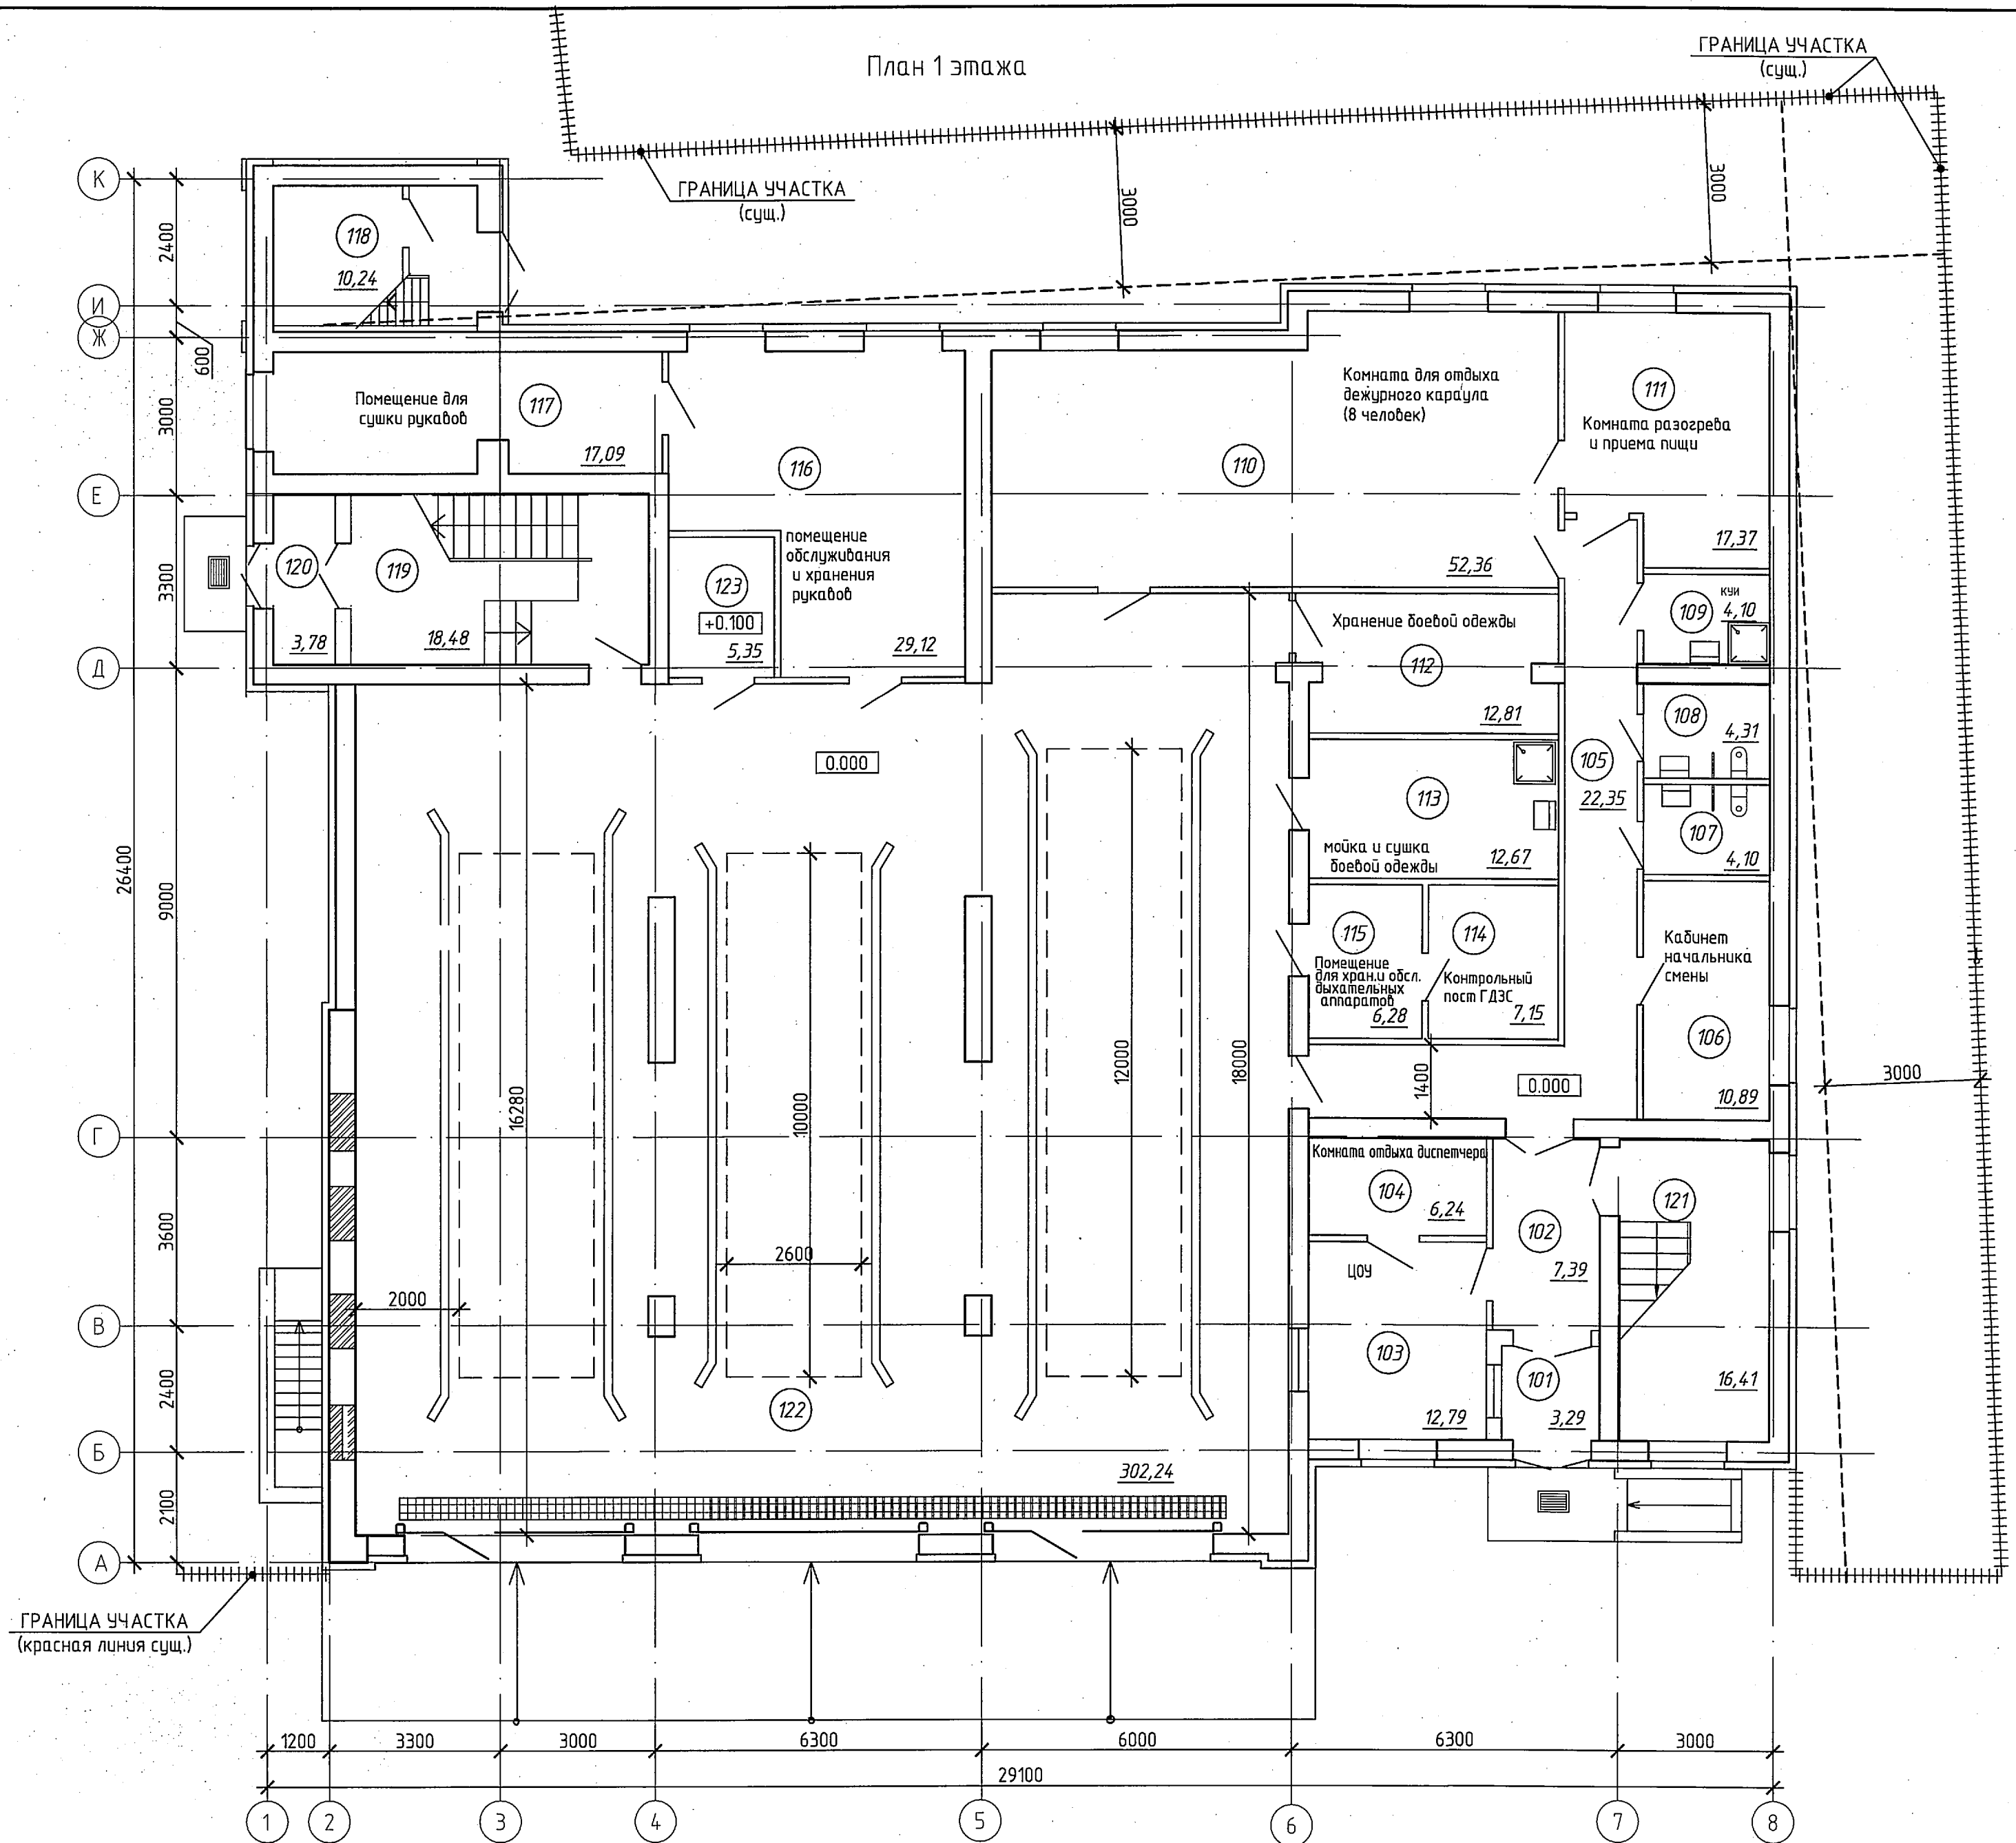 План 1 этажа
ГРАНИЦА УЧАСТКА
(сущ.)
ГРАНИЦА УЧАСТКА
(сущ.)
3000
3000
К
2400
118
10,24
И
Ж
600
3000
Помещение для
сушки рукавов
117
17,09
116
110
Комната для отдыха
дежурного караула
(8 человек)
111
Комната разогрева
и приема пищи
17,37
Е
3300
120
3,78
119
18,48
123
+0.100
5,35
помещение
обслуживания
и хранения
рукавов
29,12
52,36
109
куи
4,10
Хранение боевой одежды
112
12,81
Д
108
4,31
105
22,35
107
4,10
0.000
113
мойка и сушка
боевой одежды
12,67
26400
9000
115
Помещение
для хран.и обсл.
дыхательных
аппаратов
6,28
114
Контрольный
пост ГДЗС
7,15
Кабинет
начальника
смены
106
10,89
16280
10000
12000
18000
1400
0.000
3000
Г
3600
Комната отдыха диспетчера
104
6,24
102
7,39
121
16,41
2600
2000
ЦОУ
В
2400
103
12,79
101
3,29
122
302,24
Б
2100
А
ГРАНИЦА УЧАСТКА
(красная линия сущ.)
1200
3300
3000
6300
6000
6300
3000
29100
1
2
3
4
5
6
7
8